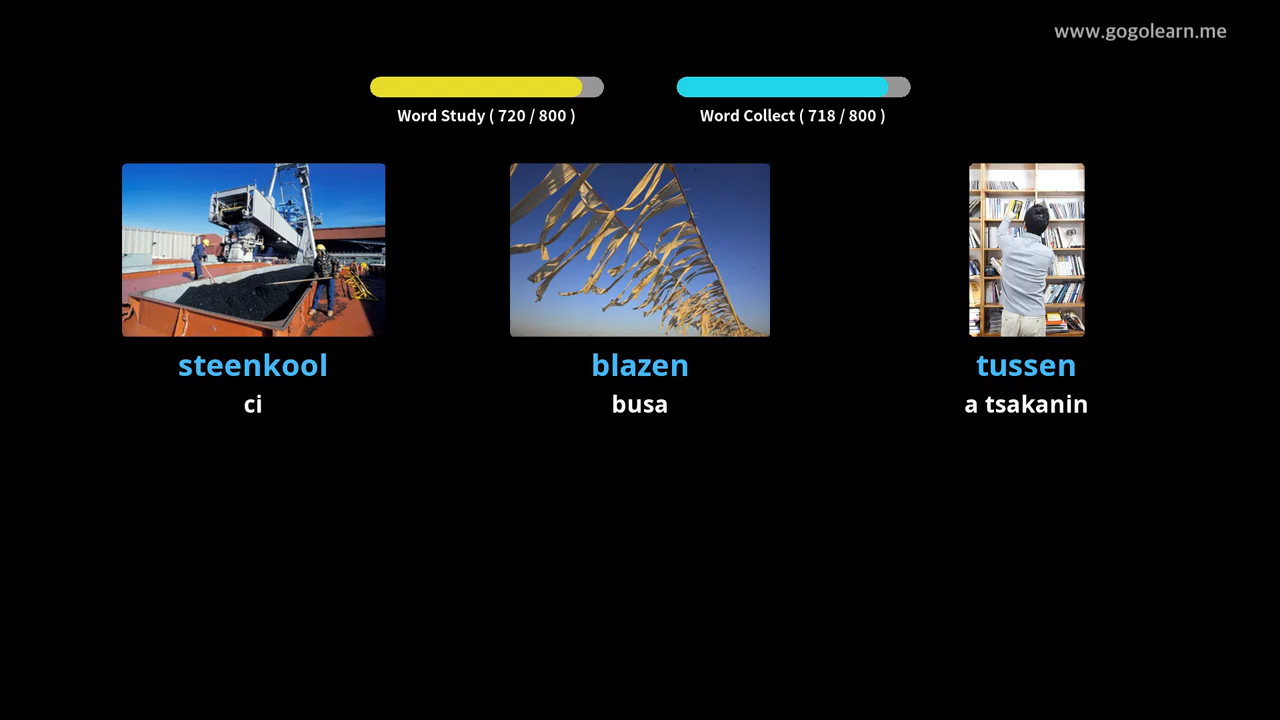 www.gogolearn.me
Word Study ( 720 / 800 )
Word Collect ( 718 / 800 )
steenkool
ci
blazen
busa
tussen
a tsakanin